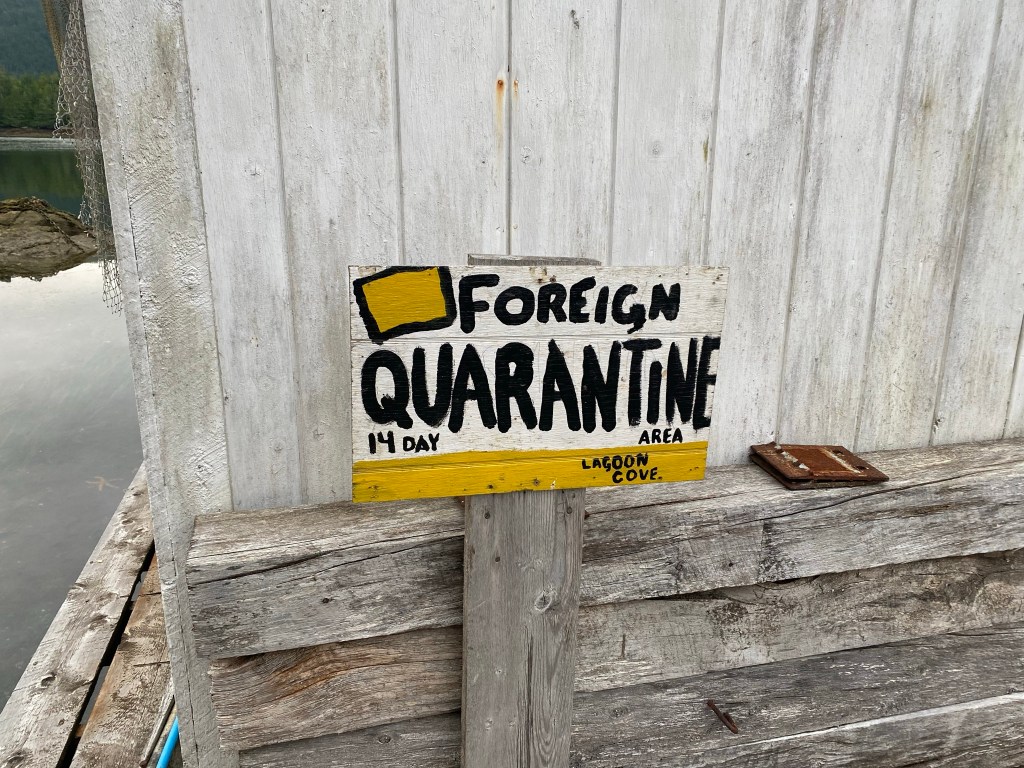 FOREIGN
QUARANTINE
14 DAY AREA
LAGOON
COVE.